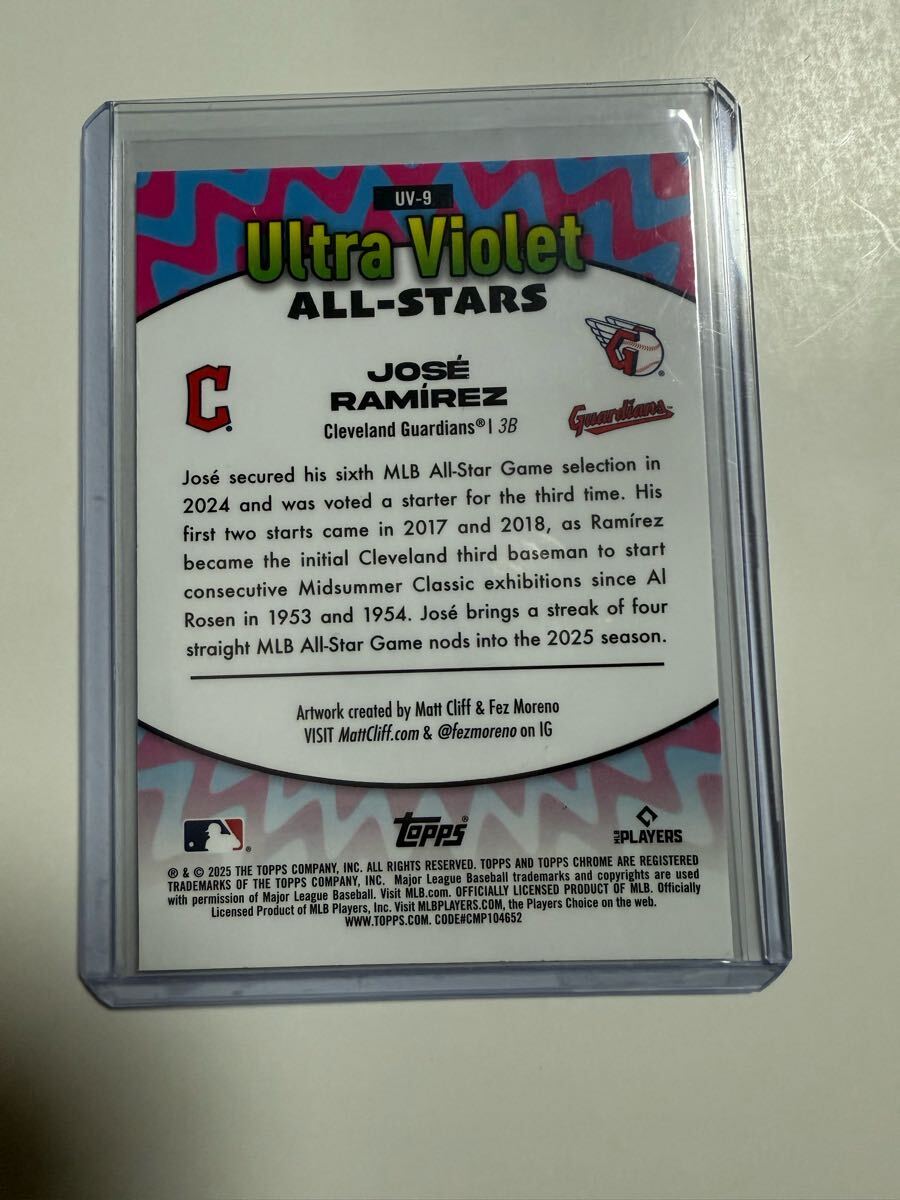 UV-9
Ultra Violet
ALL-STARS
G
C
JOSÉ
RAMÍREZ
Guardians
Cleveland Guardians® | 3B
José secured his sixth MLB All-Star Game selection in
2024 and was voted a starter for the third time. His
first two starts came in 2017 and 2018, as Ramírez
became the initial Cleveland third baseman to start
consecutive Midsummer Classic exhibitions since Al
Rosen in 1953 and 1954. José brings a streak of four
straight MLB All-Star Game nods into the 2025 season.
Artwork created by Matt Cliff & Fez Moreno
VISIT MattCliff.com & @fezmoreno on IG
Topps®
MLB PLAYERS
® & © 2025 THE TOPPS COMPANY, INC. ALL RIGHTS RESERVED. TOPPS AND TOPPS CHROME ARE REGISTERED
TRADEMARKS OF THE TOPPS COMPANY, INC. Major League Baseball trademarks and copyrights are used
with permission of Major League Baseball. Visit MLB.com. OFFICIALLY LICENSED PRODUCT OF MLB. Officially
Licensed Product of MLB Players, Inc. Visit MLBPLAYERS.COM, the Players Choice on the web.
WWW.TOPPS.COM. CODE#CMP104652